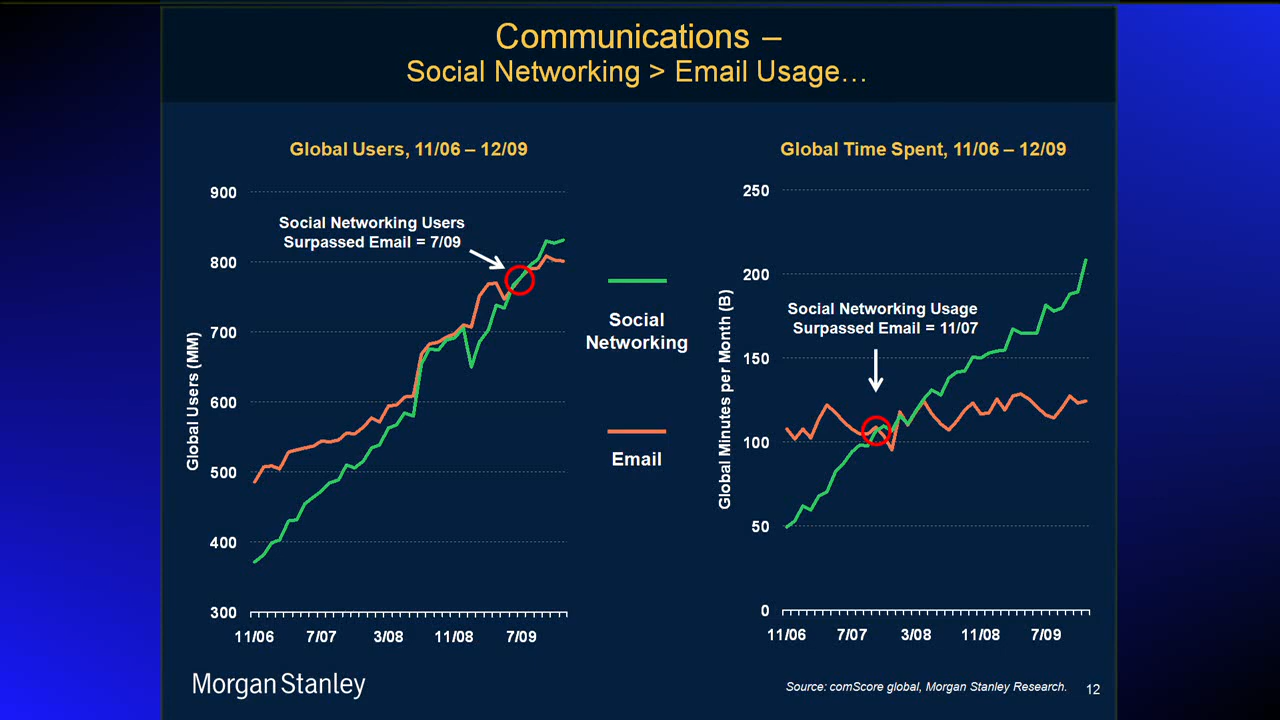 Communications –
Social Networking > Email Usage…
Global Users, 11/06 – 12/09
900
800
700
600
500
400
300
Global Users (MM)
Social Networking Users
Surpassed Email = 7/09
11/06 7/07 3/08 11/08 7/09
Social
Networking
Email
Global Time Spent, 11/06 – 12/09
250
200
150
100
50
0
Global Minutes per Month (B)
Social Networking Usage
Surpassed Email = 11/07
11/06 7/07 3/08 11/08 7/09
Morgan Stanley
Source: comScore global, Morgan Stanley Research.
12